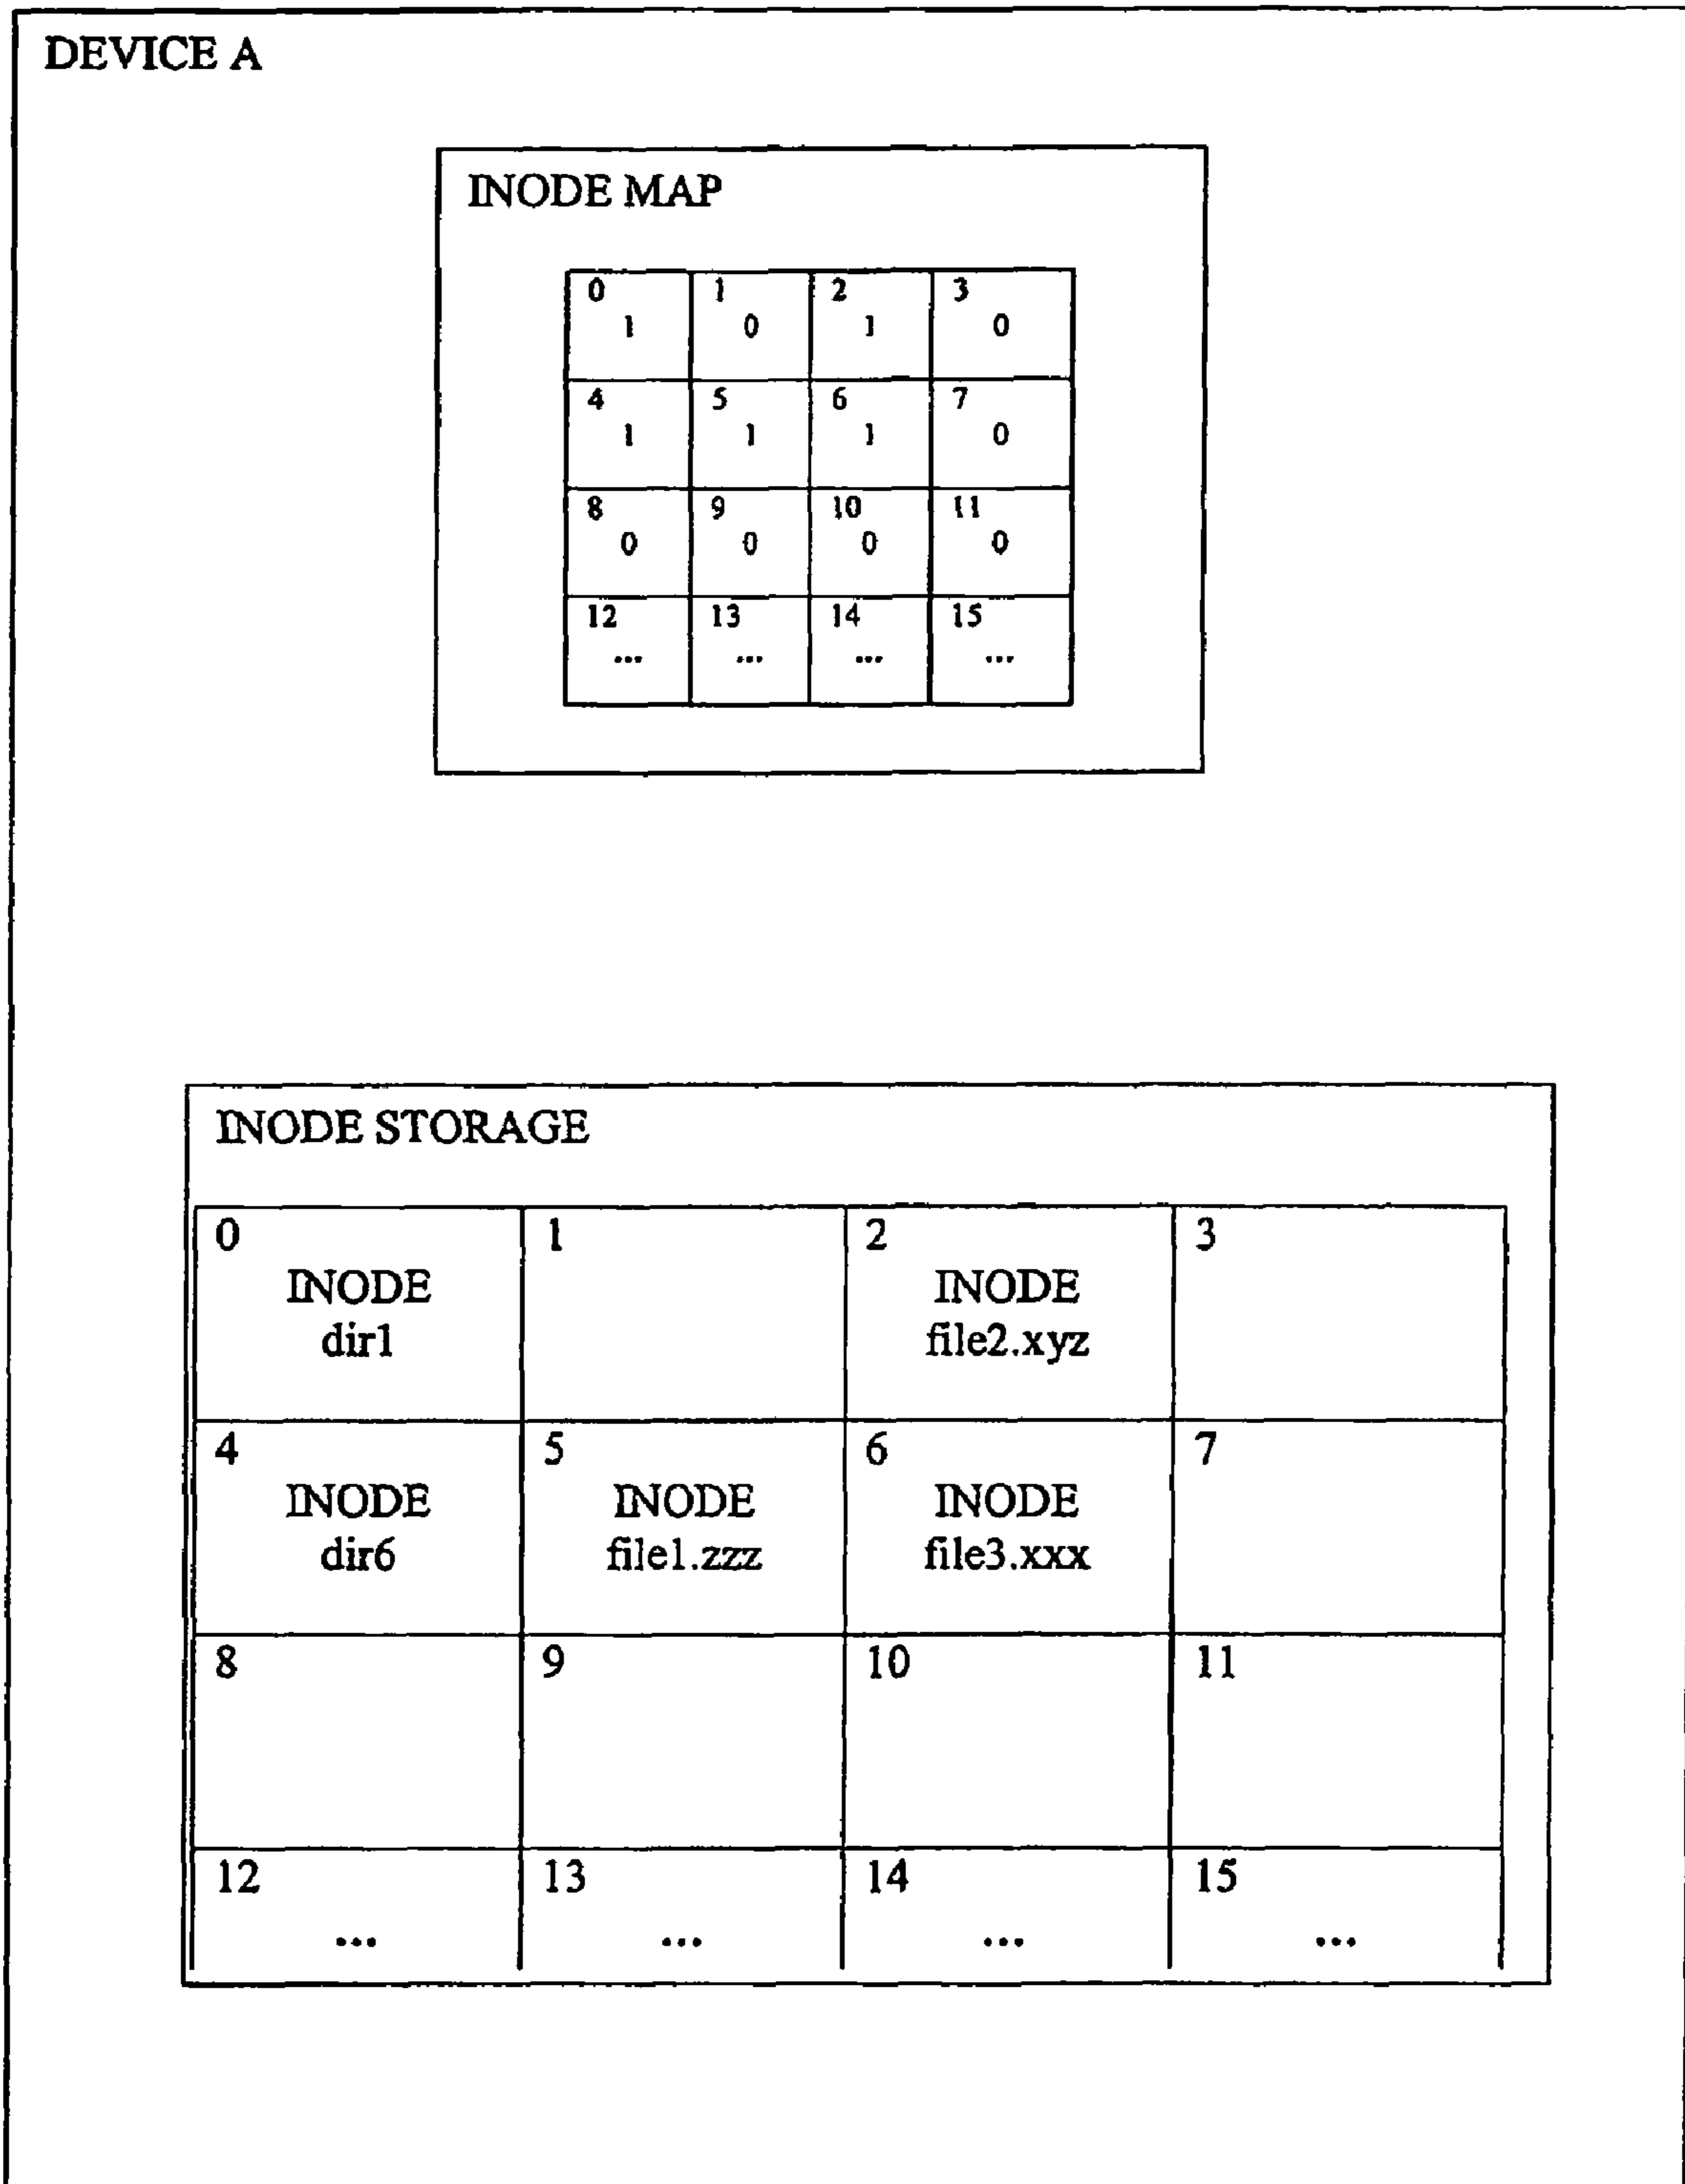 DEVICE A
INODE MAP
0 1 2 3
1 0 1 0
4 5 6 7
1 1 1 0
8 9 10 11
0 0 0 0
12 13 14 15
... ... ... ...
INODE STORAGE
0 1 2 3
INODE INODE
dir1 file2.xyz
4 5 6 7
INODE INODE INODE
dir6 file1.zzz file3.xxx
8 9 10 11
12 13 14 15
... ... ... ...